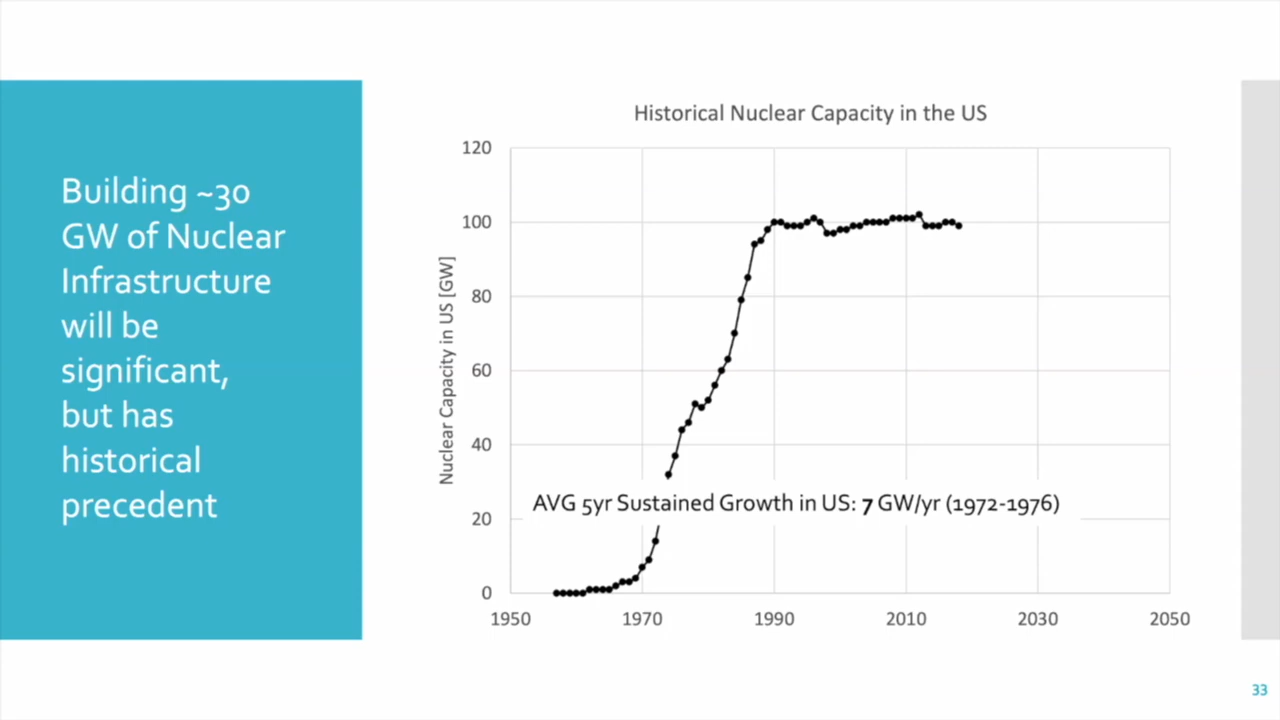 Building ~30
GW of Nuclear
Infrastructure
will be
significant,
but has
historical
precedent
Historical Nuclear Capacity in the US
Nuclear Capacity in US [GW]
120
100
80
60
40
20
0
AVG 5yr Sustained Growth in US: 7 GW/yr (1972-1976)
1950 1970 1990 2010 2030 2050
33